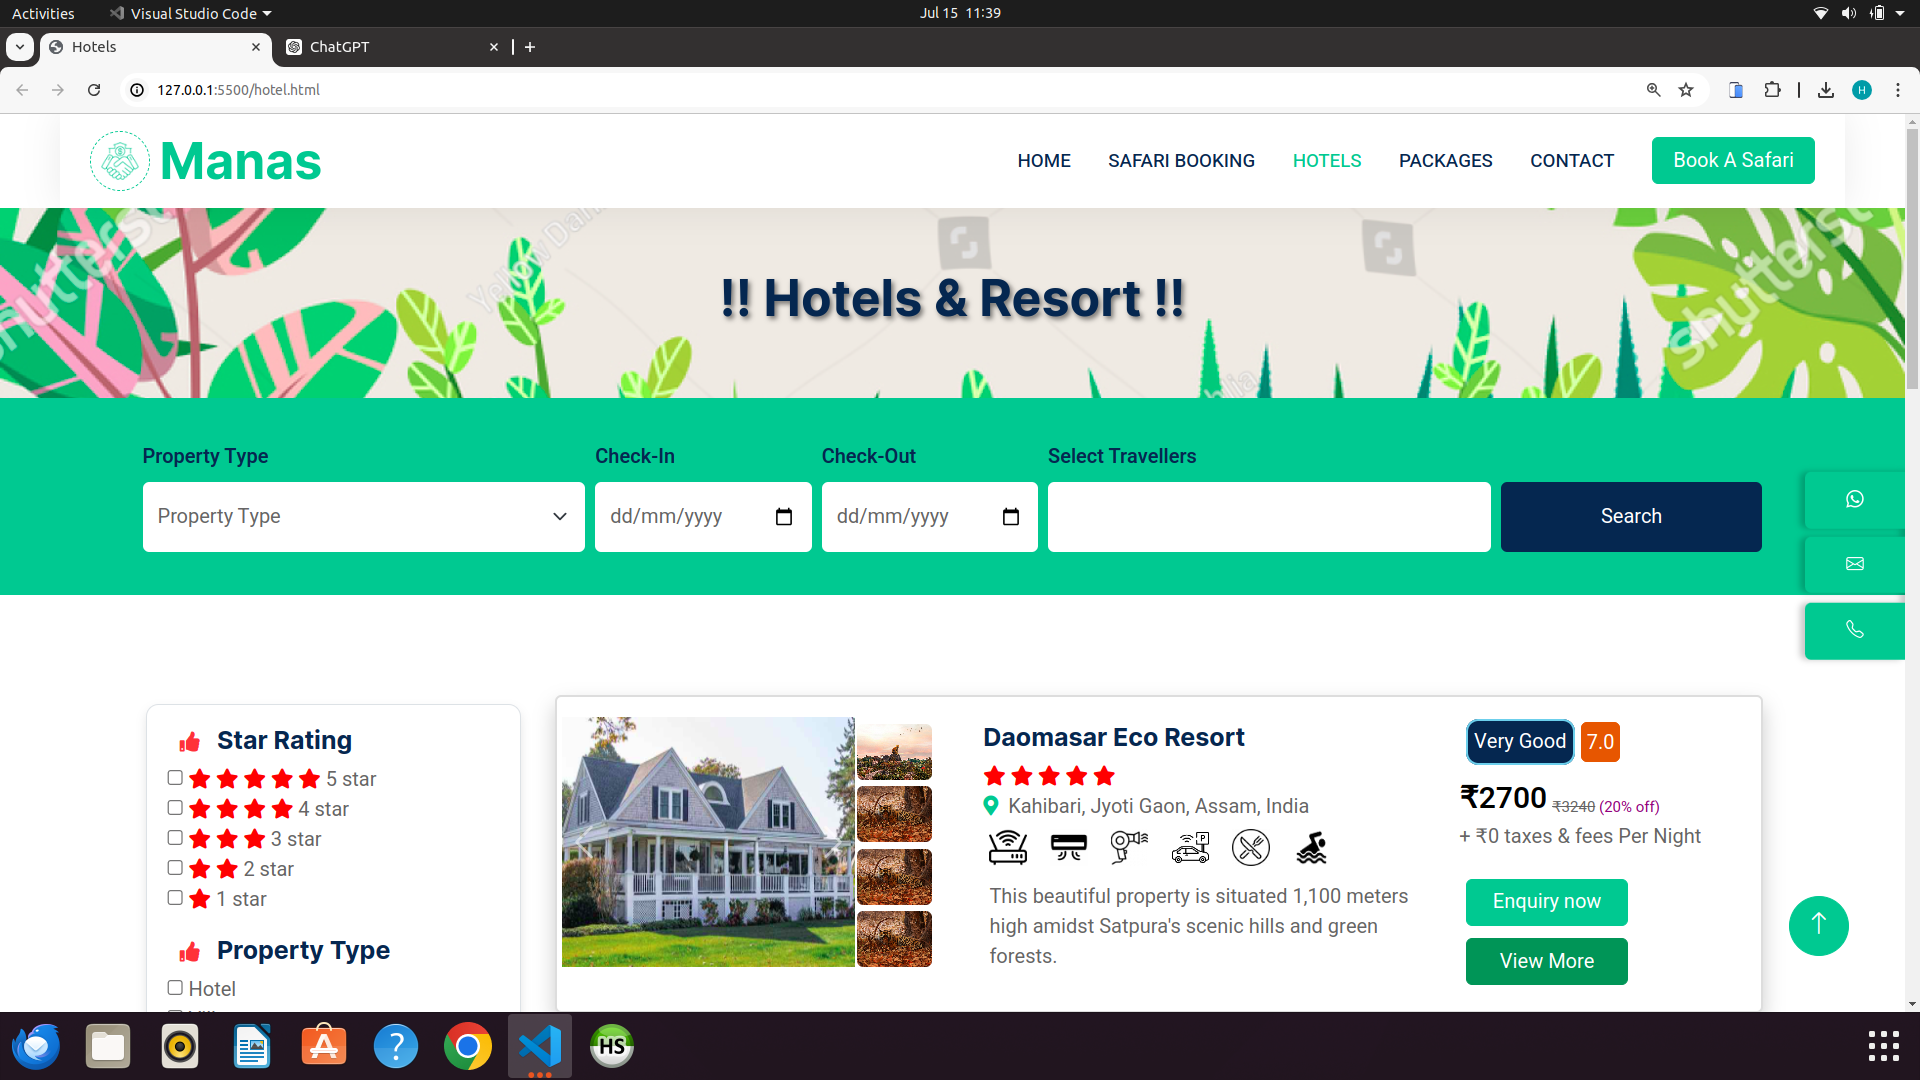 Activities
Visual Studio Code
Jul 15 11:39
Hotels
ChatGPT
127.0.0.1:5500/hotel.html
H
Manas
HOME
SAFARI BOOKING
HOTELS
PACKAGES
CONTACT
Book A Safari
!! Hotels & Resort !!
Property Type
Check-In
Check-Out
Select Travellers
Property Type
dd/mm/yyyy
dd/mm/yyyy
Search
Star Rating
5 star
4 star
3 star
2 star
1 star
Property Type
Hotel
Daomasar Eco Resort
Kahibari, Jyoti Gaon, Assam, India
P
This beautiful property is situated 1,100 meters
high amidst Satpura's scenic hills and green
forests.
Very Good
7.0
₹2700 ₹3240 (20% off)
+ ₹0 taxes & fees Per Night
Enquiry now
View More
A
?
HS